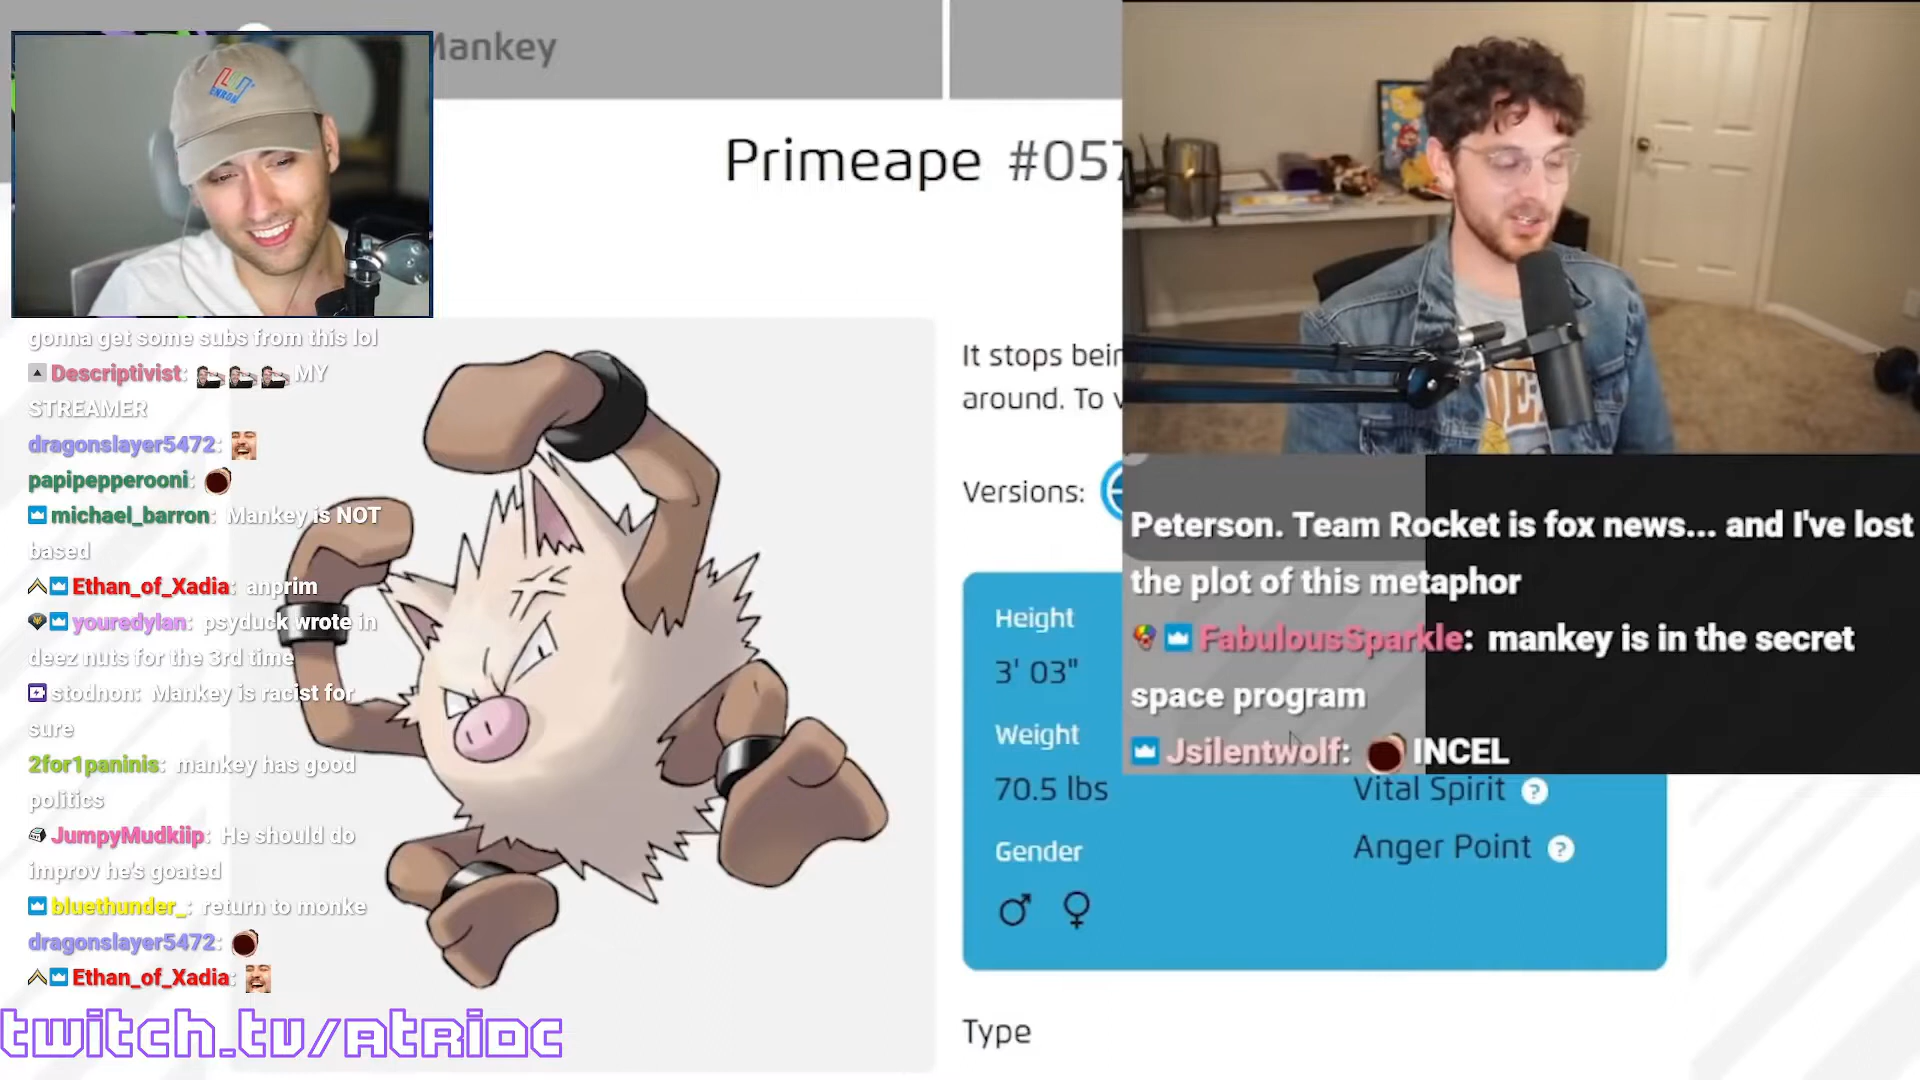 Mankey
ENRON
Primeape #057
gonna get some subs from this lol
Descriptivist: MY
STREAMER
dragonslayer5472:
papipepperooni:
michael_barron: Mankey is NOT
based
Ethan_of_Xadia: anprim
youredylan: psyduck wrote in
deez nuts for the 3rd time
stodnon: Mankey is racist for
sure
2for1paninis: mankey has good
politics
JumpyMudkiip: He should do
improv he's goated
bluethunder_: return to monke
dragonslayer5472:
Ethan_of_Xadia:
twitch.tv/atrioc
It stops bein
around. To v
Versions:
Height
3' 03"
Weight
70.5 lbs
Gender
♂ ♀
Peterson. Team Rocket is fox news... and I've lost
the plot of this metaphor
FabulousSparkle: mankey is in the secret
space program
Jsilentwolf: INCEL
Vital Spirit ?
Anger Point ?
Type